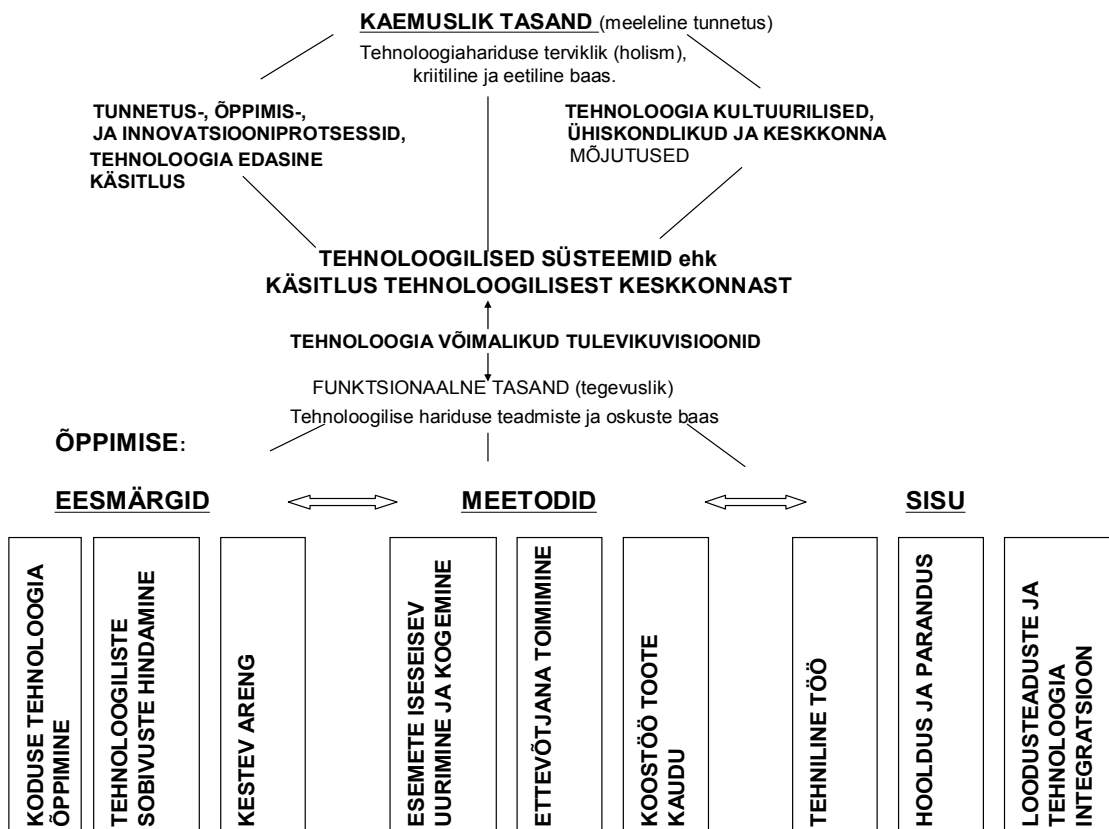 KAEMUSLIK TASAND (meeleline tunnetus)
Tehnoloogiahariduse terviklik (holism),
kriitiline ja eetiline baas.
TUNNETUS-, ÕPPIMIS-,
JA INNOVATSIOONIPROTSESSID,
TEHNOLOOGIA EDASINE
KÄSITLUS
TEHNOLOOGIA KULTUURILISED,
ÜHISKONDLIKUD JA KESKKONNA
MÕJUTUSED
TEHNOLOOGILISED SÜSTEEMID ehk
KÄSITLUS TEHNOLOOGILISEST KESKKONNAST
TEHNOLOOGIA VÕIMALIKUD TULEVIKUVISIOONID
FUNKTSIONAALNE TASAND (tegevuslik)
Tehnoloogilise hariduse teadmiste ja oskuste baas
ÕPPIMISE:
EESMÄRGID
MEETODID
SISU
KODUSE TEHNOLOOGIA
ÕPPIMINE
TEHNOLOOGILISTE
SOBIVUSTE HINDAMINE
KESTEV ARENG
ESEMETE ISESEISEV
UURIMINE JA KOGEMINE
ETTEVÕTJANA TOIMIMINE
KOOSTÖÖ TOOTE
KAUDU
TEHNILINE TÖÖ
HOOLDUS JA PARANDUS
LOODUSTEADUSTE JA
TEHNOLOOGIA
INTEGRATSIOON